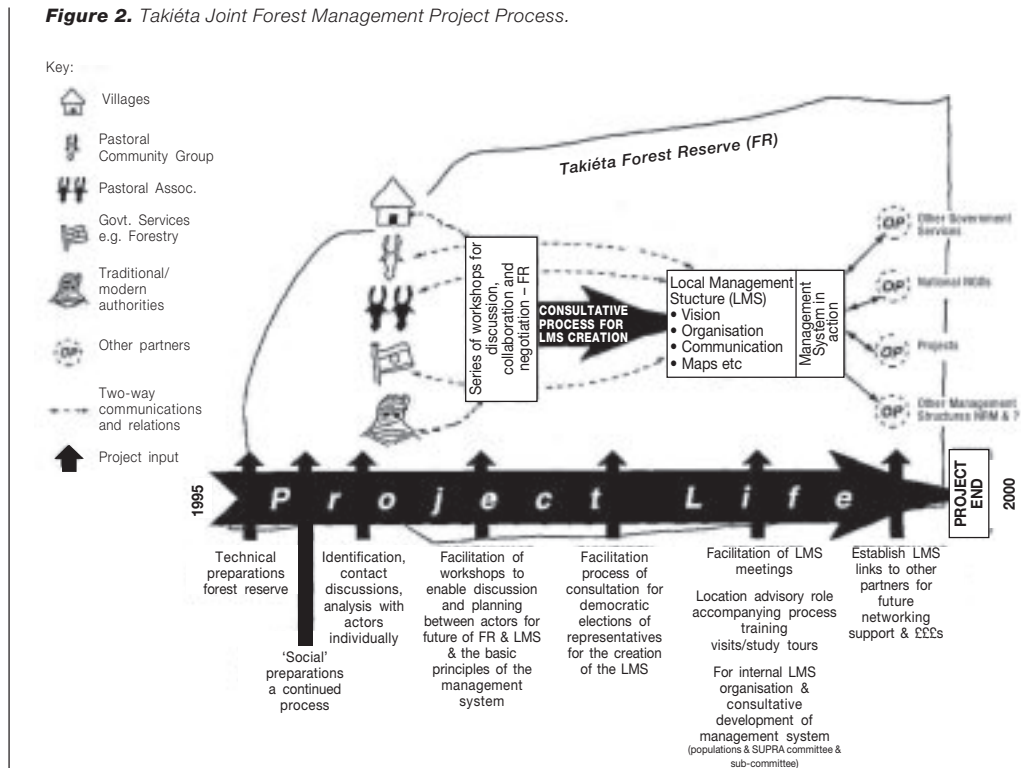 Figure 2. Takiéta Joint Forest Management Project Process.
Key:
Villages
Pastoral
Community Group
Pastoral Assoc.
Govt. Services
e.g. Forestry
Traditional/
modern
authorities
OP
Other partners
Two-way
communications
and relations
Project input
Takiéta Forest Reserve (FR)
Series of workshops for
discussion,
collaboration and
negotiation – FR
CONSULTATIVE
PROCESS FOR
LMS CREATION
Local Management
Stucture (LMS)
• Vision
• Organisation
• Communication
• Maps etc
Management
System in
action
OP
Other Government
Services
OP
National NGOs
OP
Projects
OP
Other Management
Structures NRM & ?
1995
Project Life
PROJECT
END
2000
Technical
preparations
forest reserve
'Social'
preparations
a continued
process
Identification,
contact
discussions,
analysis with
actors
individually
Facilitation of
workshops to
enable discussion
and planning
between actors for
future of FR & LMS
& the basic
principles of the
management
system
Facilitation
process of
consultation for
democratic
elections of
representatives
for the creation
of the LMS
Facilitation of LMS
meetings
Location advisory role
accompanying process
training
visits/study tours
For internal LMS
organisation &
consultative
development of
management system
(populations & SUPRA committee &
sub-committee)
Establish LMS
links to other
partners for
future
networking
support & £££s